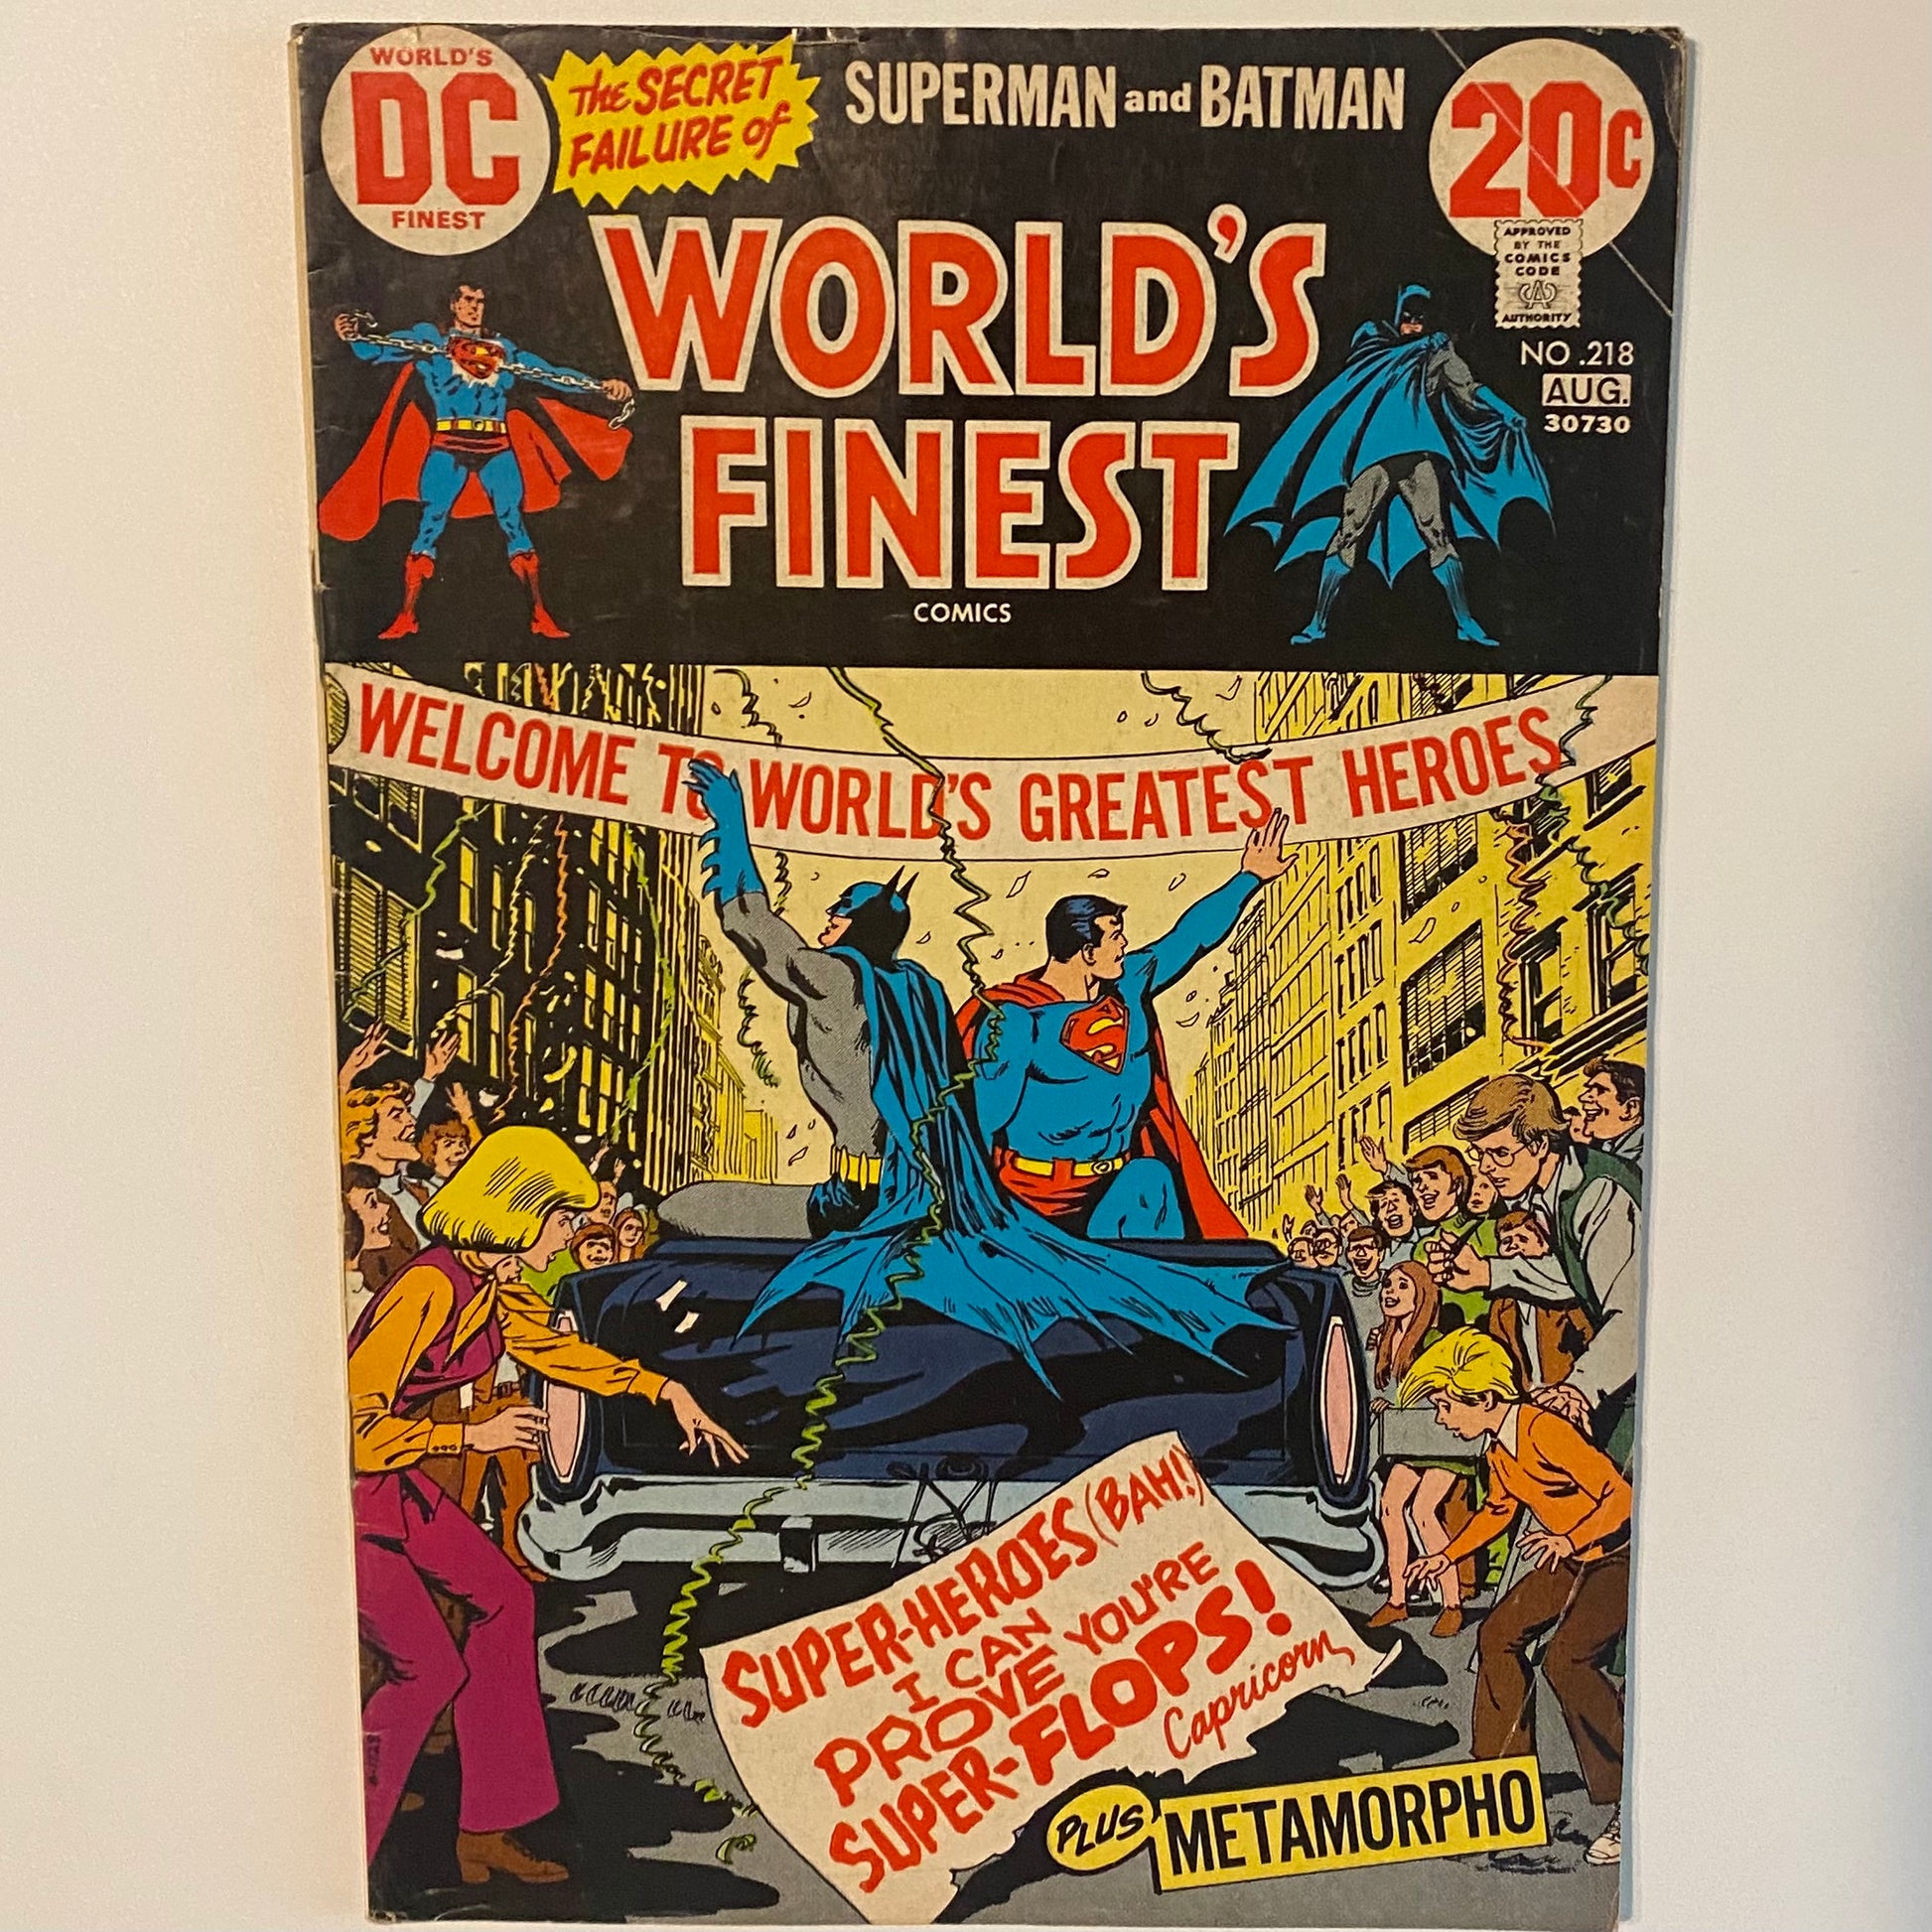 WORLD'S
DC
FINEST
The SECRET
FAILURE of
SUPERMAN and BATMAN
20C
APPROVED
BY THE
COMICS
CODE
CA
AUTHORITY
NO.218
AUG.
30730
WORLD'S
FINEST
COMICS
WELCOME TO WORLD'S GREATEST HEROES
SUPER-HEROES (BAH!)
I CAN
PROVE YOU'RE
SUPER-FLOPS!
Capricorn
PLUS
METAMORPHO